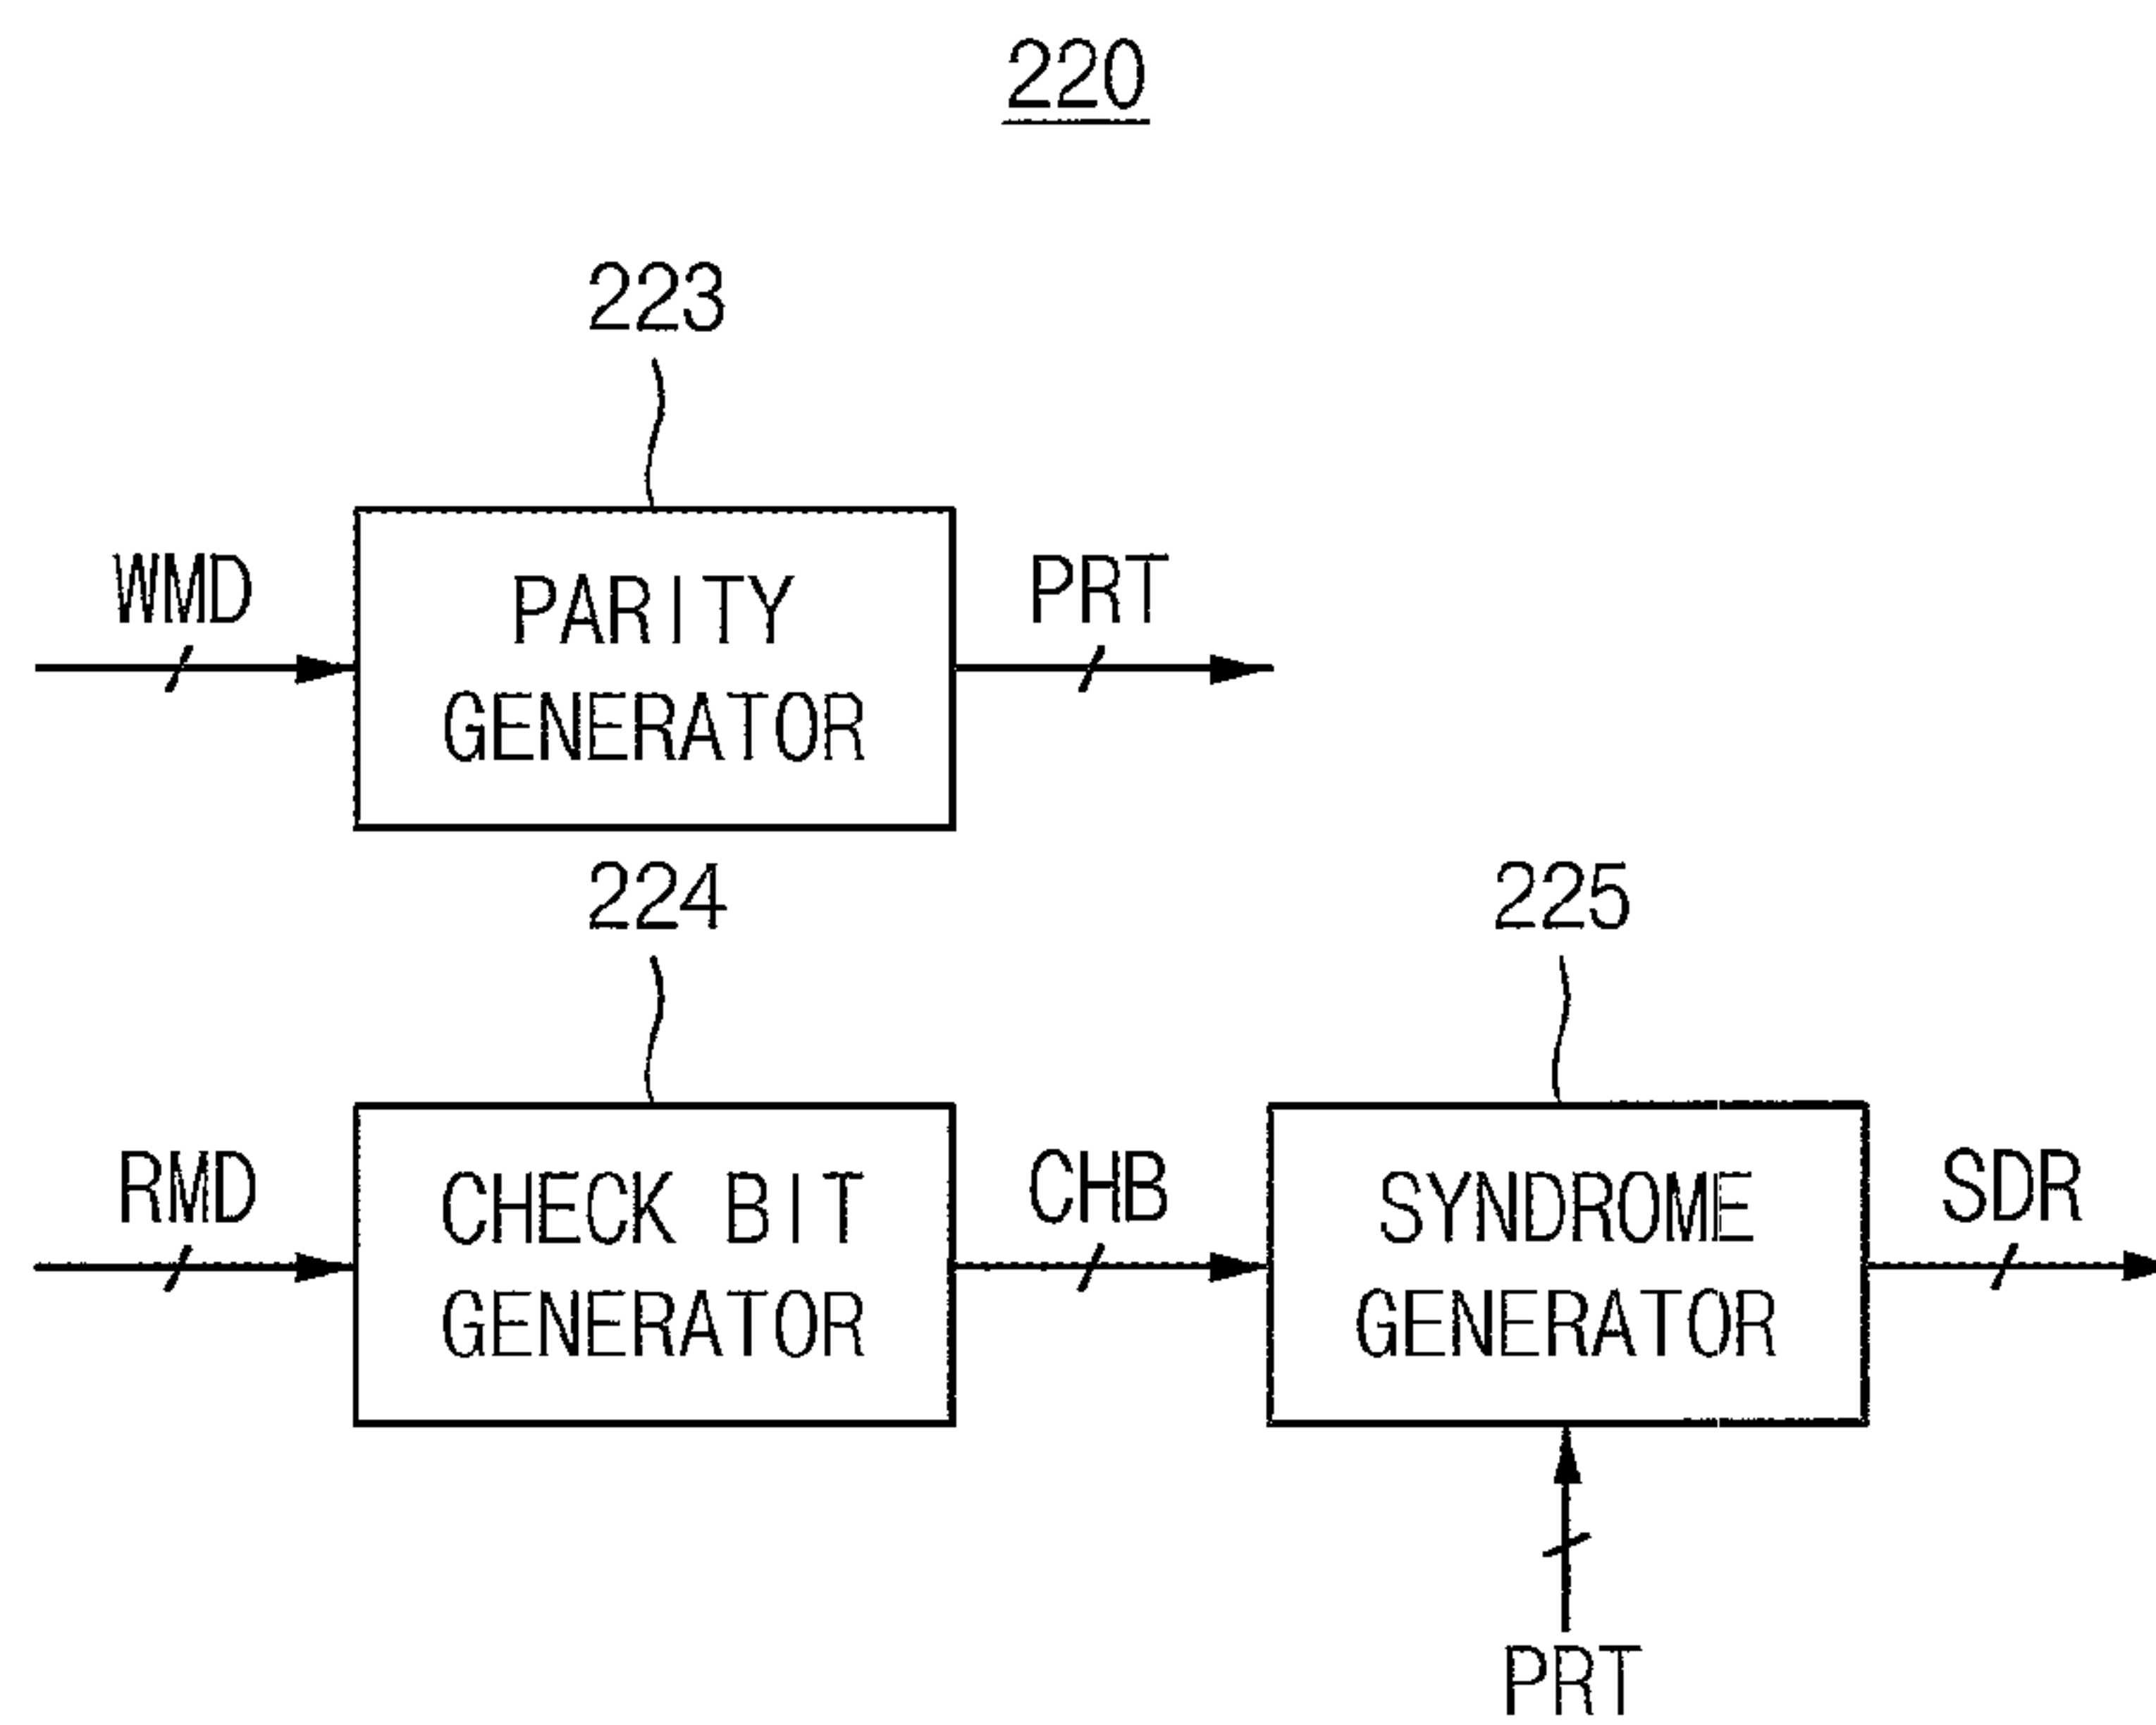 220
223
WMD
PARITY
GENERATOR
PRT
224
225
RMD
CHECK BIT
GENERATOR
CHB
SYNDROME
GENERATOR
SDR
PRT